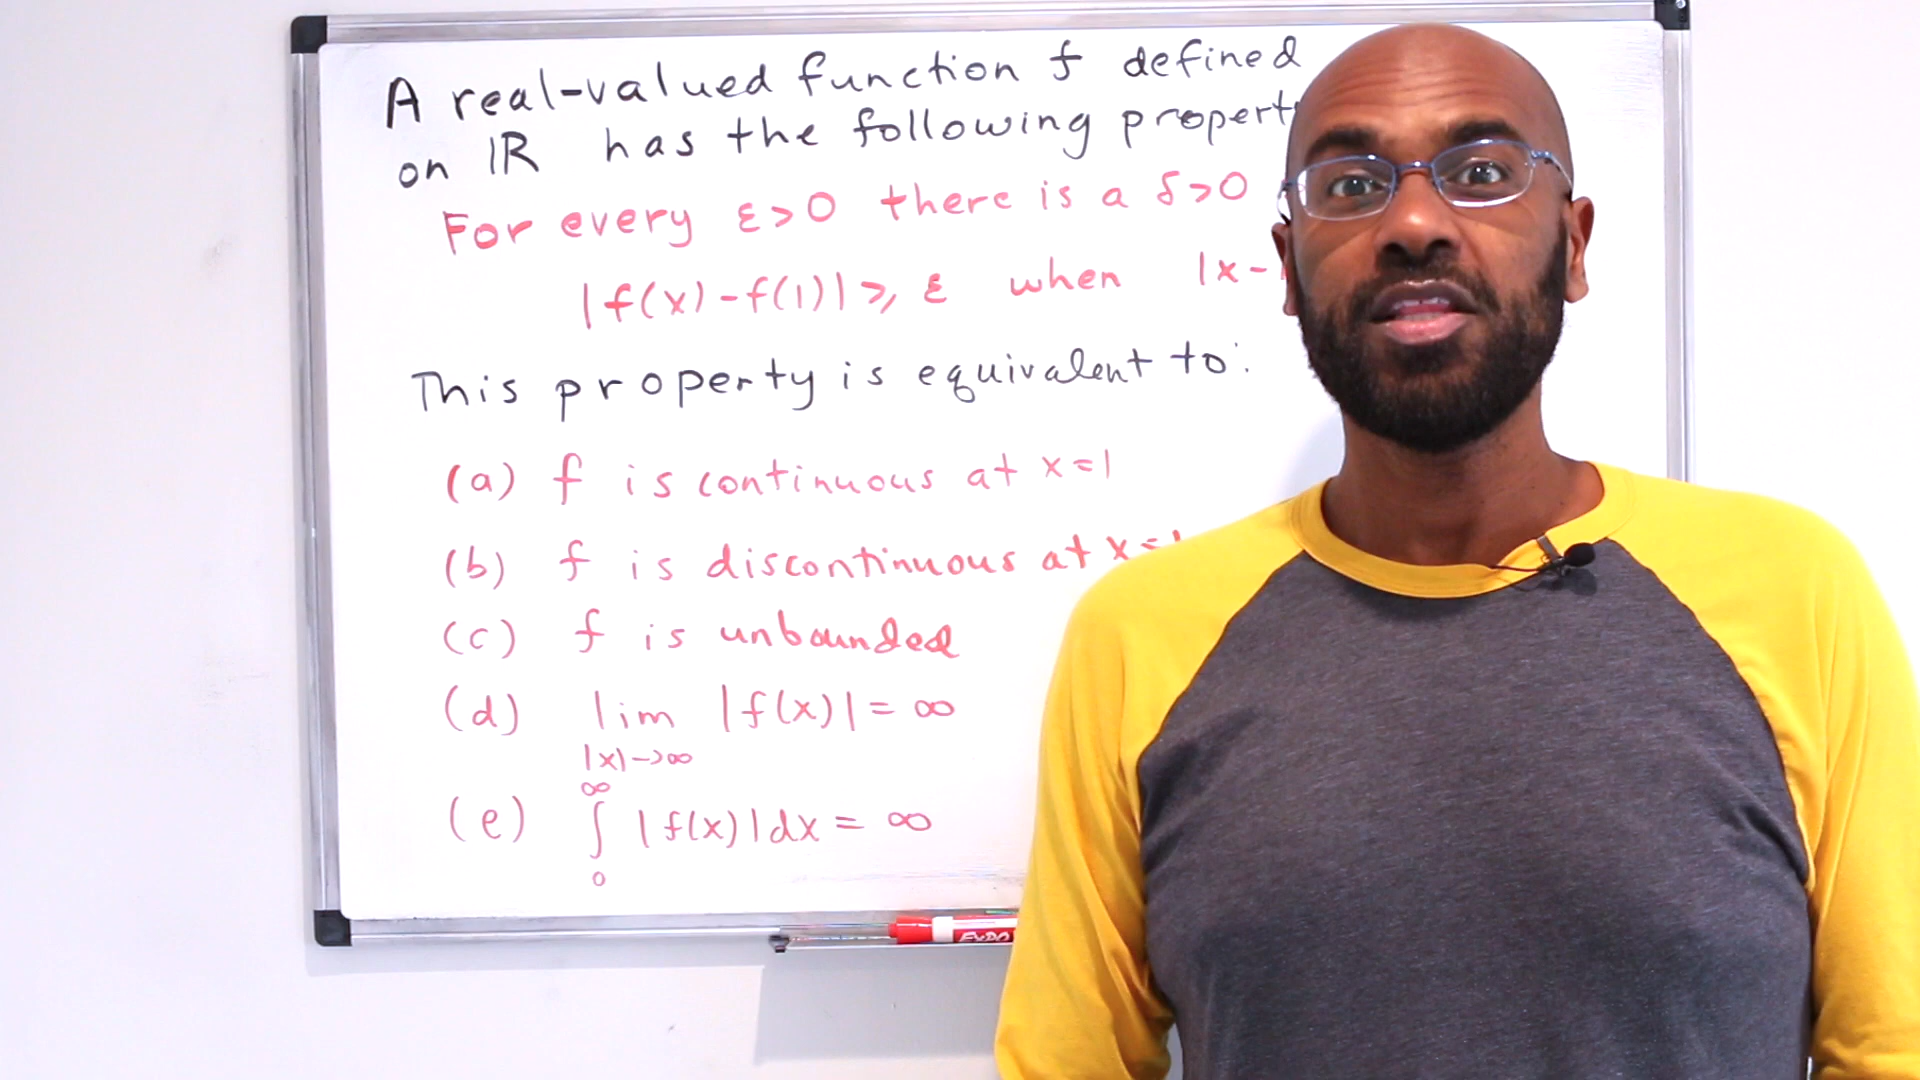 A real-valued function f defined
on ℝ has the following
For every ε>0 there is a δ>0
|f(x)-f(1)| ⩾ ε when |x-
This property is equivalent to:
(a) f is continuous at x=1
(b) f is discontinuous at x=
(c) f is unbounded
(d) lim |f(x)| = ∞
|x|→∞
(e) ∫ |f(x)|dx = ∞
∞
0
EXPO